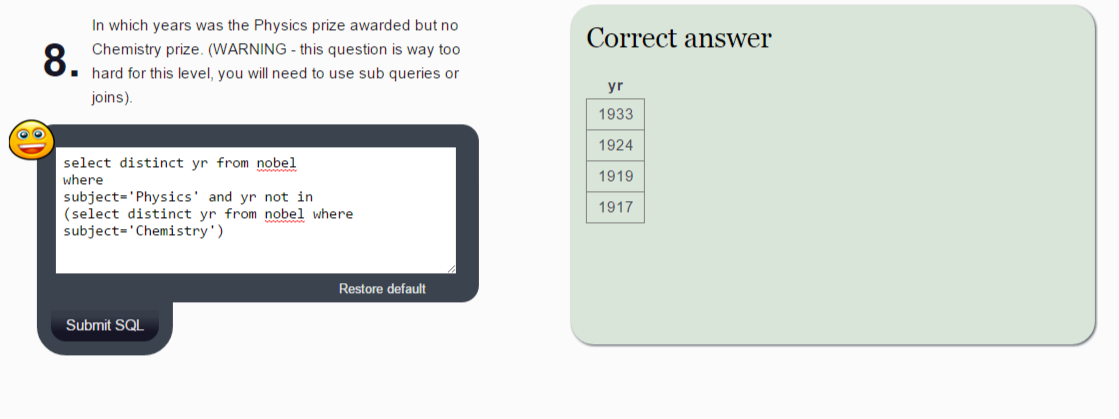 8.
In which years was the Physics prize awarded but no
Chemistry prize. (WARNING - this question is way too
hard for this level, you will need to use sub queries or
joins).
select distinct yr from nobel
where
subject='Physics' and yr not in
(select distinct yr from nobel where
subject='Chemistry')
Restore default
Submit SQL
Correct answer
yr
1933
1924
1919
1917